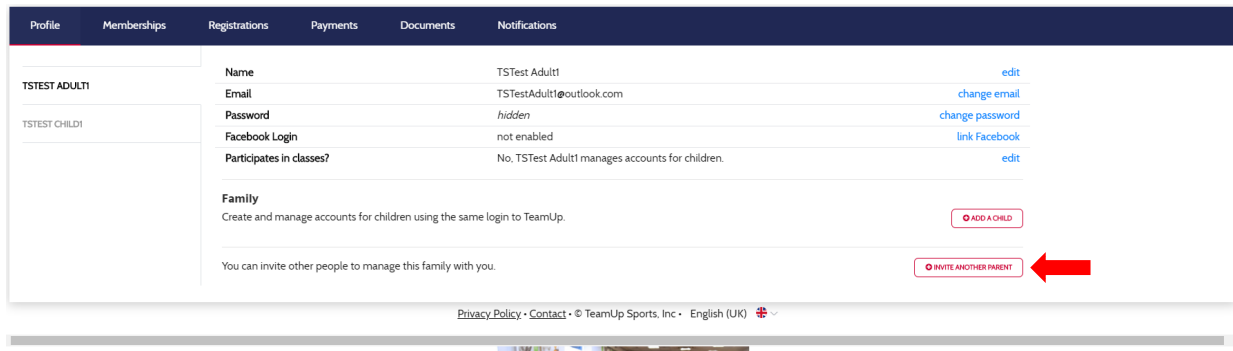 Profile Memberships Registrations Payments Documents Notifications
TSTEST ADULT1
TSTEST CHILD1
Name TSTest Adult1 edit
Email TSTestAdult1@outlook.com change email
Password hidden change password
Facebook Login not enabled link Facebook
Participates in classes? No, TSTest Adult1 manages accounts for children. edit
Family
Create and manage accounts for children using the same login to TeamUp. ADD A CHILD
You can invite other people to manage this family with you. INVITE ANOTHER PARENT
Privacy Policy • Contact • © TeamUp Sports, Inc • English (UK)